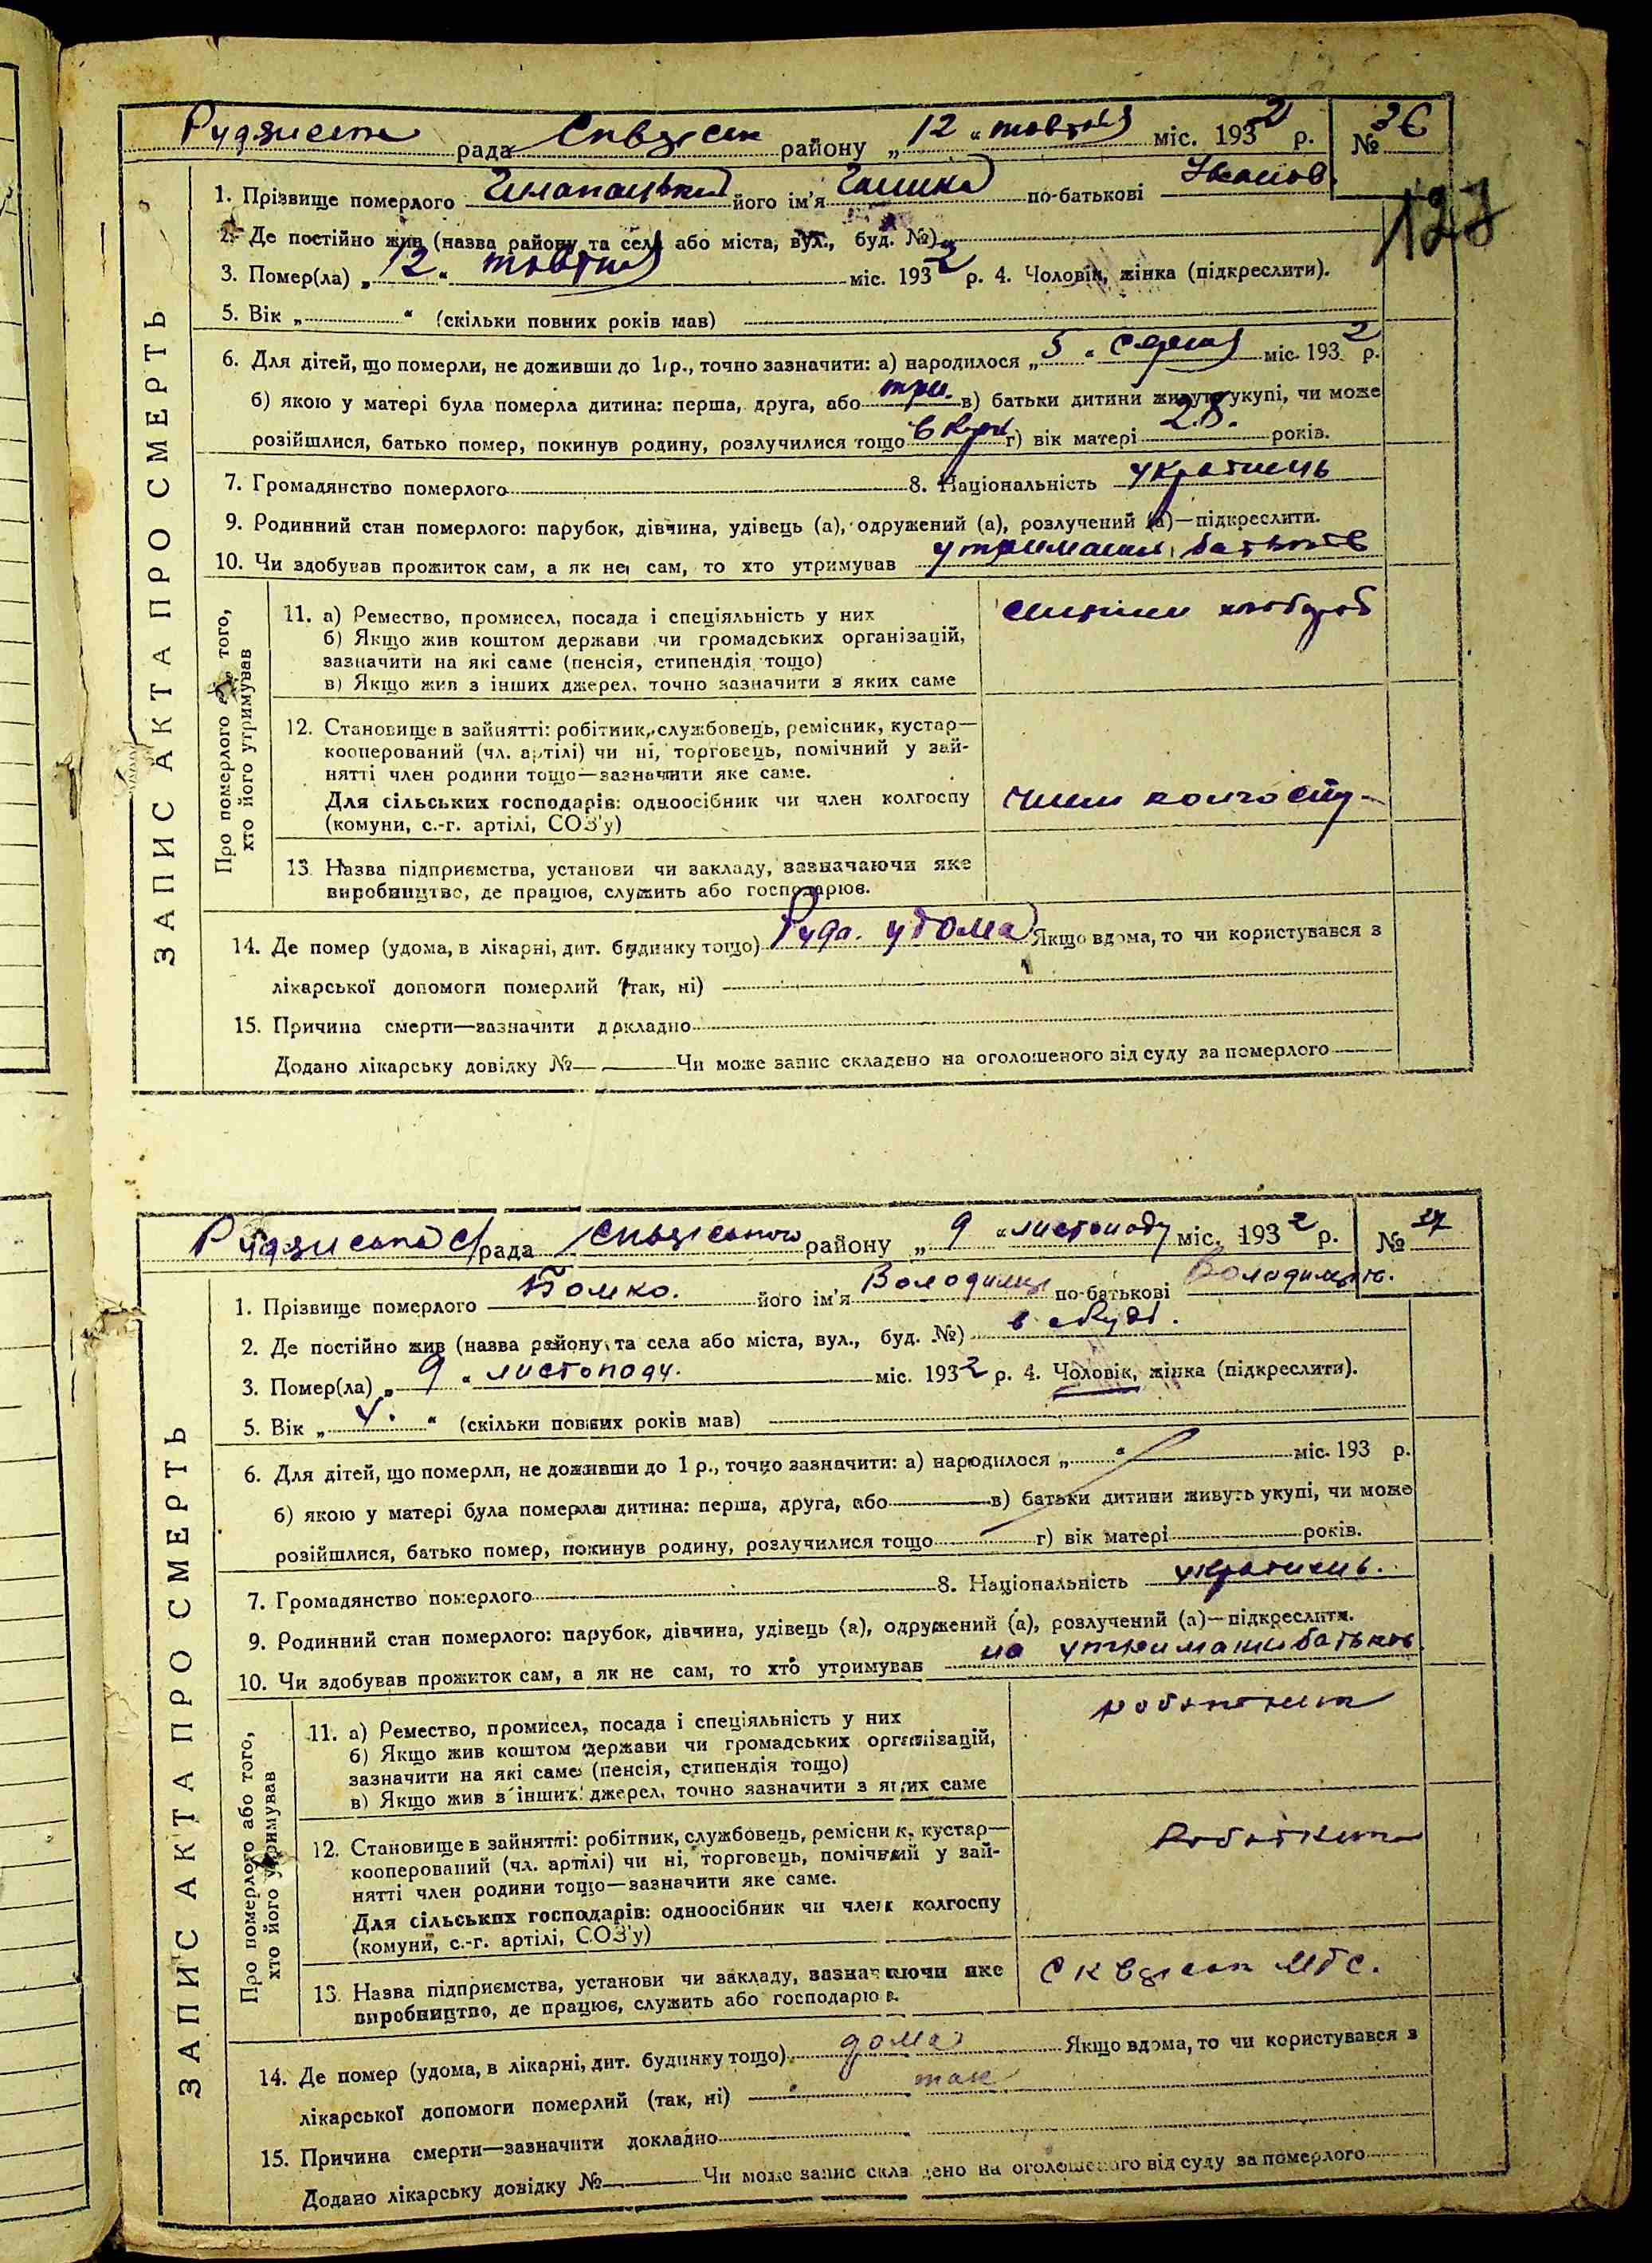 рада району „ 12 “ жовтня міс. 1932 р. № 36
127
ЗАПИС АКТА ПРО СМЕРТЬ
1. Прізвище померлого його ім'я по-батькові Іванов.
2. Де постійно жив (назва району та села або міста, вул., буд. №)
3. Помер(ла) „ 12 “ жовтня міс. 1932 р. 4. Чоловік, жінка (підкреслити).
5. Вік „ “ (скільки повних років мав)
6. Для дітей, що померли, не доживши до 1 р., точно зазначити: а) народилося „ 5 “ серпня міс. 1932 р.
б) якою у матері була померла дитина: перша, друга, або тре. в) батьки дитини живуть укупі, чи може
розійшлися, батько помер, покинув родину, розлучилися тощо г) вік матері 28. років.
7. Громадянство померлого 8. Національність українець
9. Родинний стан померлого: парубок, дівчина, удівець (а), одружений (а), розлучений (а)—підкреслити.
10. Чи здобував прожиток сам, а як не сам, то хто утримував утриманні батьків
Про померлого або того,
хто його утримував
11. а) Ремество, промисел, посада і спеціяльність у них хлібороб
б) Якщо жив коштом держави чи громадських організацій,
зазначити на які саме (пенсія, стипендія тощо)
в) Якщо жив з інших джерел, точно зазначити з яких саме
12. Становище в зайнятті: робітник, службовець, ремісник, кустар—
кооперований (чл. артілі) чи ні, торговець, помічний у зай-
нятті член родини тощо—зазначити яке саме.
Для сільських господарів: одноосібник чи член колгоспу член колгоспу
(комуни, с.-г. артілі, СОЗ'у)
13. Назва підприємства, установи чи закладу, зазначаючи яке
виробництво, де працює, служить або господарює.
14. Де помер (удома, в лікарні, дит. будинку тощо) Руда. удома Якщо вдома, то чи користувався з
лікарської допомоги померлий (так, ні)
15. Причина смерти—зазначити докладно
Додано лікарську довідку № Чи може запис складено на оголошеного від суду за померлого
рада району „ 9 “ листопаду міс. 1932 р. № 37
ЗАПИС АКТА ПРО СМЕРТЬ
1. Прізвище померлого Бомко. його ім'я Володимир по-батькові
2. Де постійно жив (назва району та села або міста, вул., буд. №)
3. Помер(ла) „ 9 “ листопаду. міс. 1932 р. 4. Чоловік, жінка (підкреслити).
5. Вік „ “ (скільки повних років мав)
6. Для дітей, що померли, не доживши до 1 р., точно зазначити: а) народилося „ “ міс. 193 р.
б) якою у матері була померла дитина: перша, друга, або в) батьки дитини живуть укупі, чи може
розійшлися, батько помер, покинув родину, розлучилися тощо г) вік матері років.
7. Громадянство померлого 8. Національність українець.
9. Родинний стан померлого: парубок, дівчина, удівець (а), одружений (а), розлучений (а)—підкреслити.
10. Чи здобував прожиток сам, а як не сам, то хто утримував на утриманні батьков.
Про померлого або того,
хто його утримував
11. а) Ремество, промисел, посада і спеціяльність у них
б) Якщо жив коштом держави чи громадських організацій,
зазначити на які саме (пенсія, стипендія тощо)
в) Якщо жив з інших джерел, точно зазначити з яких саме
12. Становище в зайнятті: робітник, службовець, ремісник, кустар—
кооперований (чл. артілі) чи ні, торговець, помічний у зай-
нятті член родини тощо—зазначити яке саме.
Для сільських господарів: одноосібник чи член колгоспу
(комуни, с.-г. артілі, СОЗ'у)
13. Назва підприємства, установи чи закладу, зазначаючи яке МТС.
виробництво, де працює, служить або господарює.
14. Де помер (удома, в лікарні, дит. будинку тощо) дома Якщо вдома, то чи користувався з
лікарської допомоги померлий (так, ні) так
15. Причина смерти—зазначити докладно
Додано лікарську довідку № Чи може запис складено на оголошеного від суду за померлого